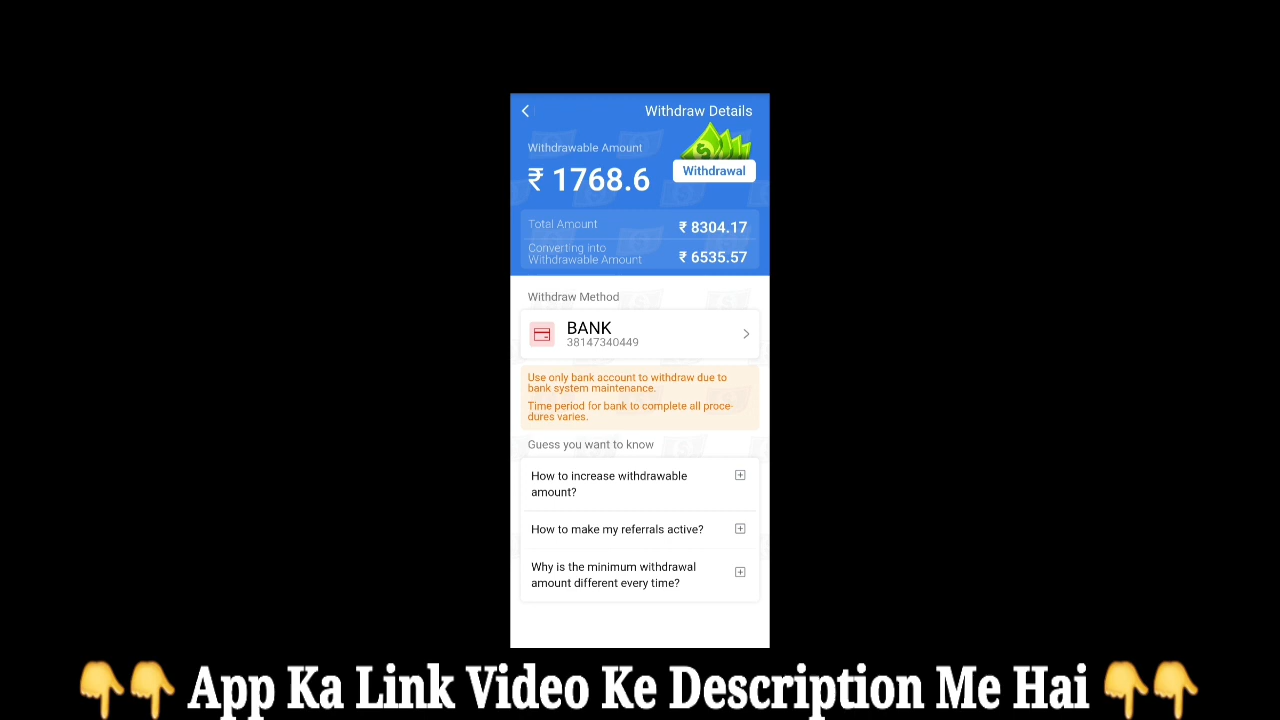 Withdraw Details
Withdrawable Amount
₹ 1768.6
Withdrawal
Total Amount
₹ 8304.17
Converting into
Withdrawable Amount
₹ 6535.57
Withdraw Method
BANK
38147340449
Use only bank account to withdraw due to
bank system maintenance.
Time period for bank to complete all proce-
dures varies.
Guess you want to know
How to increase withdrawable
amount?
How to make my referrals active?
Why is the minimum withdrawal
amount different every time?
👇👇 App Ka Link Video Ke Description Me Hai 👇👇